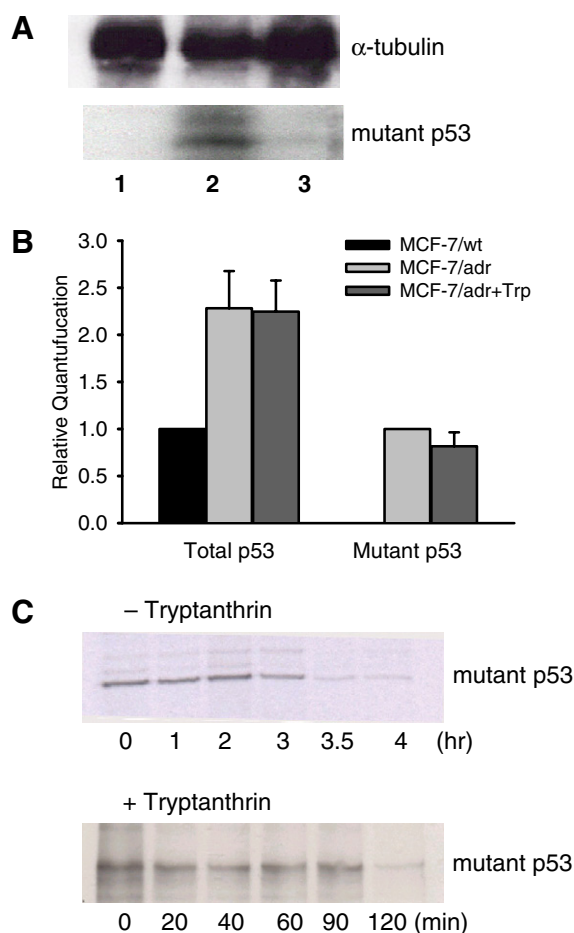 A
α-tubulin
mutant p53
1 2 3
B
Relative Quantufucation
3.0
2.5
2.0
1.5
1.0
0.5
0.0
MCF-7/wt
MCF-7/adr
MCF-7/adr+Trp
Total p53 Mutant p53
C
– Tryptanthrin
mutant p53
0 1 2 3 3.5 4 (hr)
+ Tryptanthrin
mutant p53
0 20 40 60 90 120 (min)